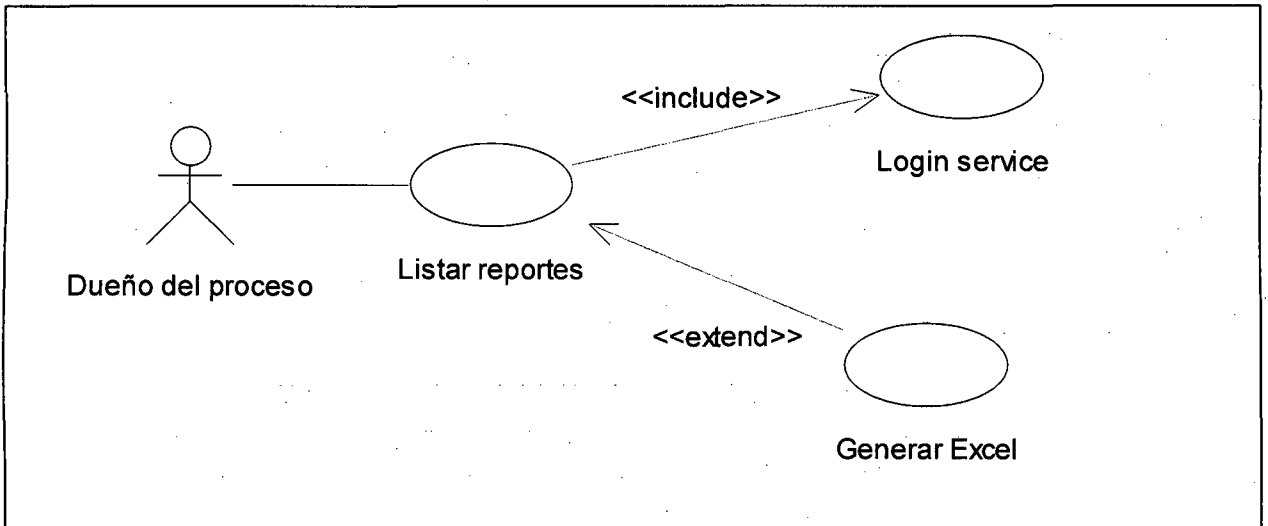 <<include>>
Login service
Listar reportes
Dueño del proceso
<<extend>>
Generar Excel